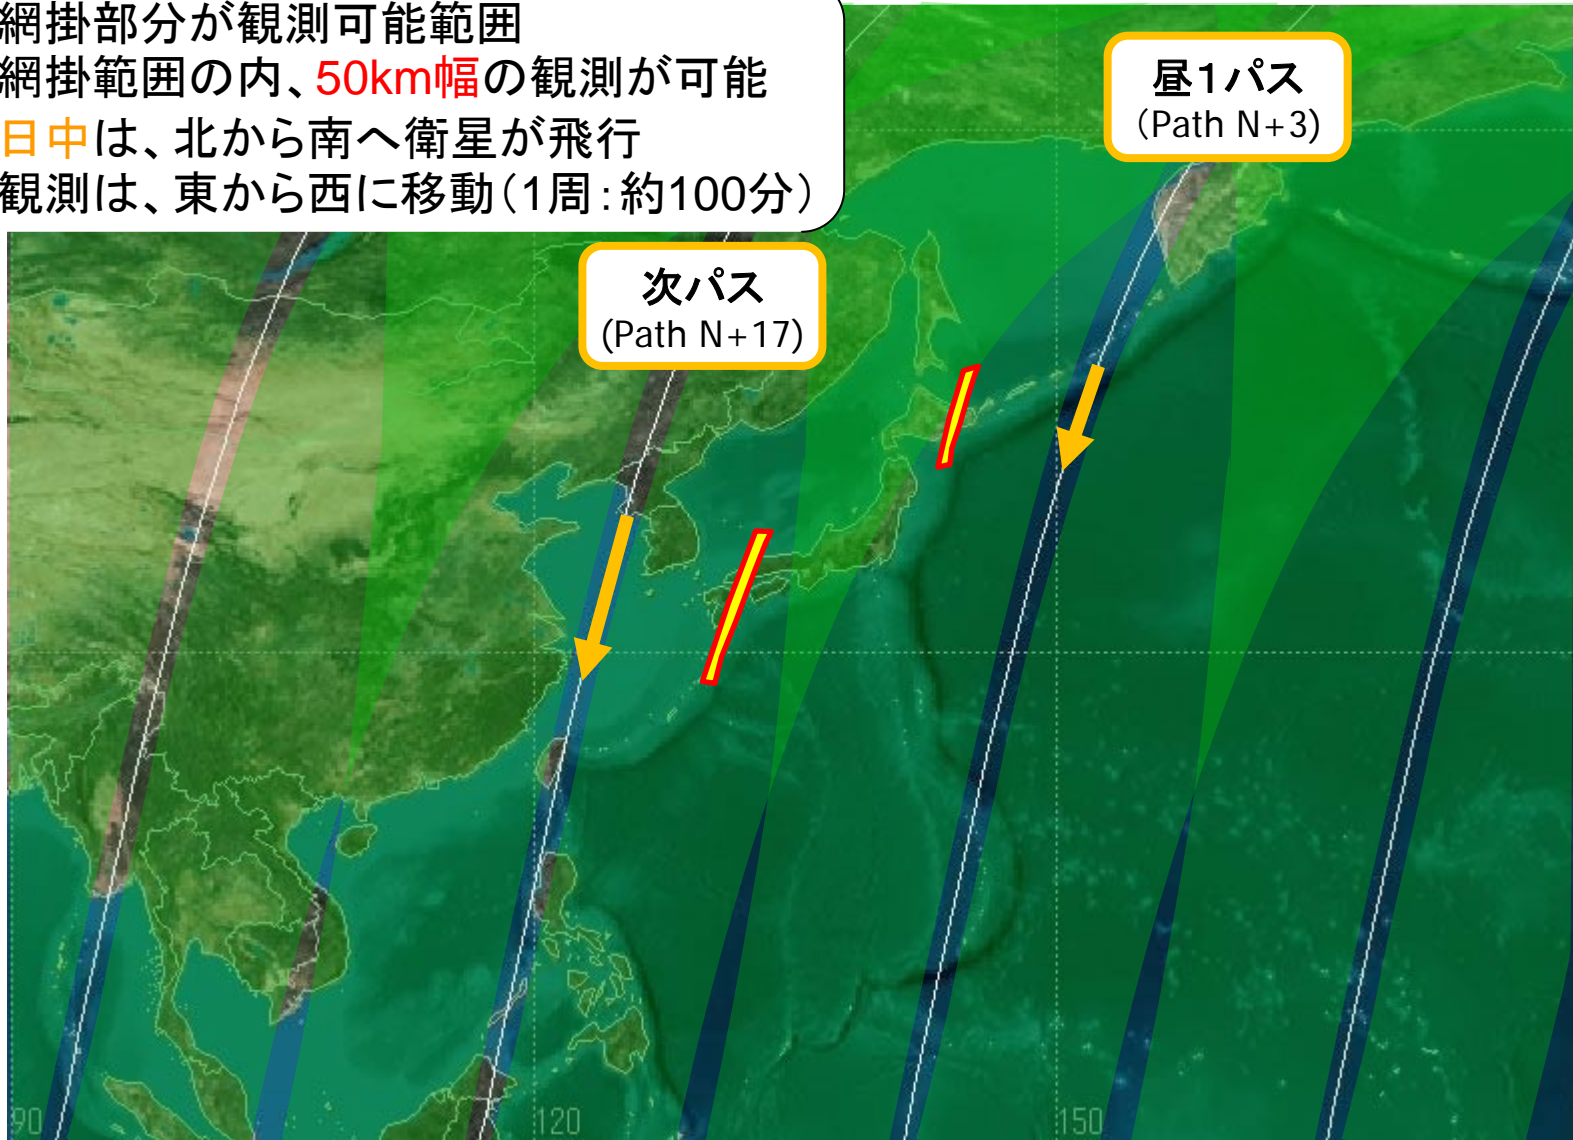 網掛部分が観測可能範囲
網掛範囲の内、50km幅の観測が可能
日中は、北から南へ衛星が飛行
観測は、東から西に移動(1周:約100分)
昼1パス
(Path N+3)
次パス
(Path N+17)
90
120
150